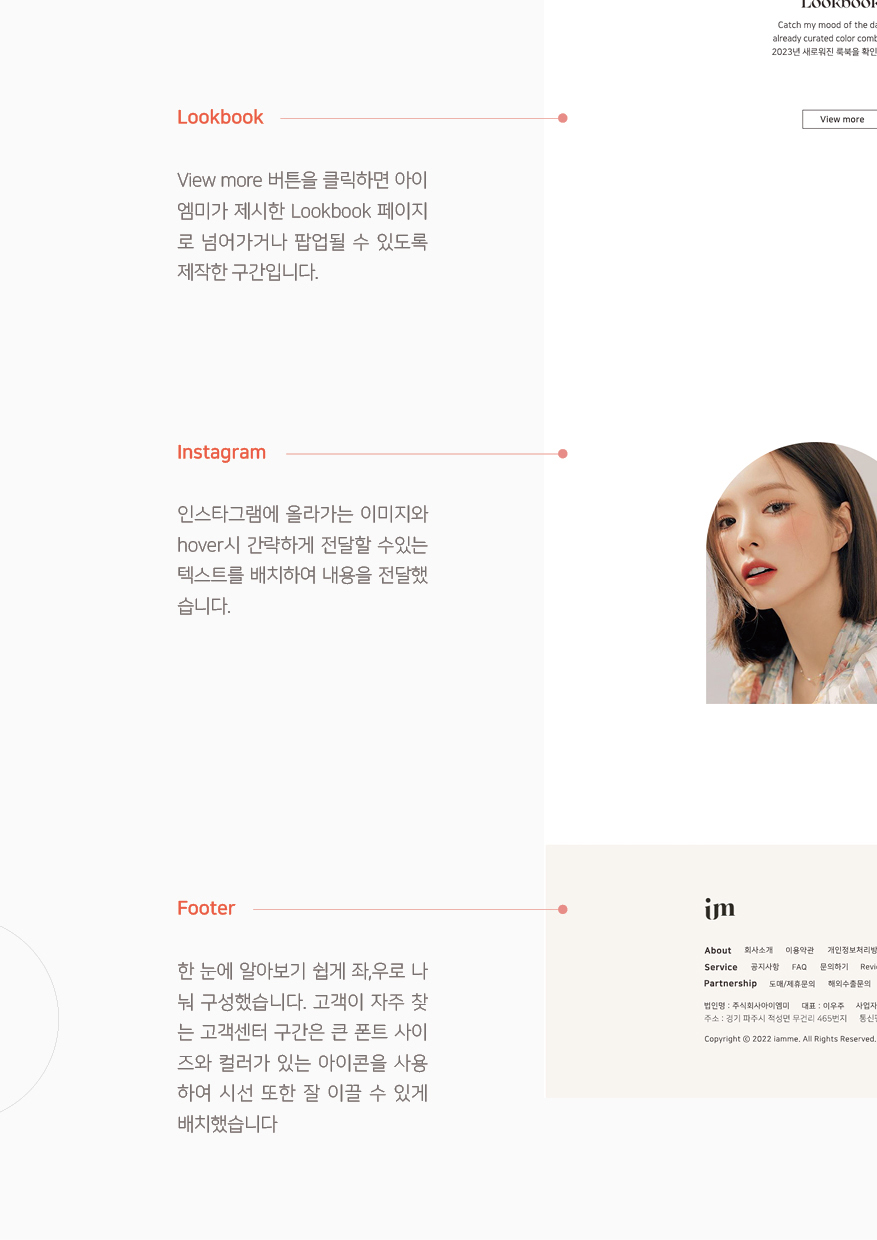 Lookbook
Catch my mood of the da
already curated color comb
2023년 새로워진 룩북을 확인
Lookbook
View more
View more 버튼을 클릭하면 아이
엠미가 제시한 Lookbook 페이지
로 넘어가거나 팝업될 수 있도록
제작한 구간입니다.
Instagram
인스타그램에 올라가는 이미지와
hover시 간략하게 전달할 수있는
텍스트를 배치하여 내용을 전달했
습니다.
Footer
한 눈에 알아보기 쉽게 좌,우로 나
눠 구성했습니다. 고객이 자주 찾
는 고객센터 구간은 큰 폰트 사이
즈와 컬러가 있는 아이콘을 사용
하여 시선 또한 잘 이끌 수 있게
배치했습니다
im
About 회사소개 이용약관 개인정보처리방
Service 공지사항 FAQ 문의하기 Revi
Partnership 도매/제휴문의 해외수출문의
법인명 : 주식회사아이엠미 대표 : 이우주 사업자
주소 : 경기 파주시 적성면 무건리 465번지 통신판
Copyright ⓒ 2022 iamme. All Rights Reserved.